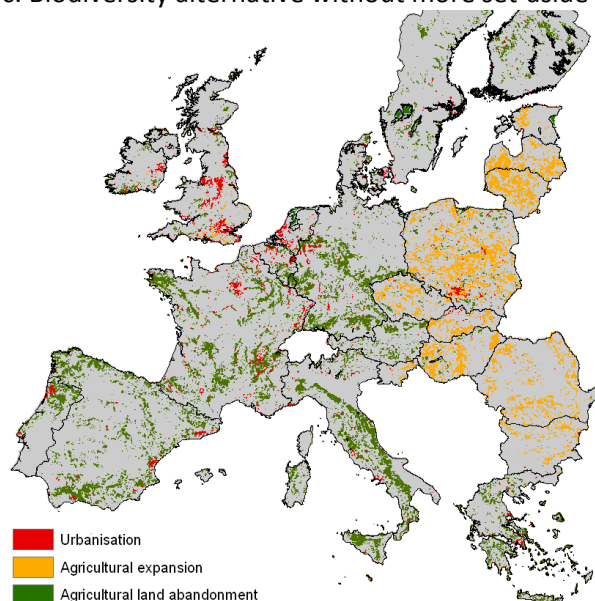 Biodiversity alternative without more set aside
Urbanisation
Agricultural expansion
Agricultural land abandonment